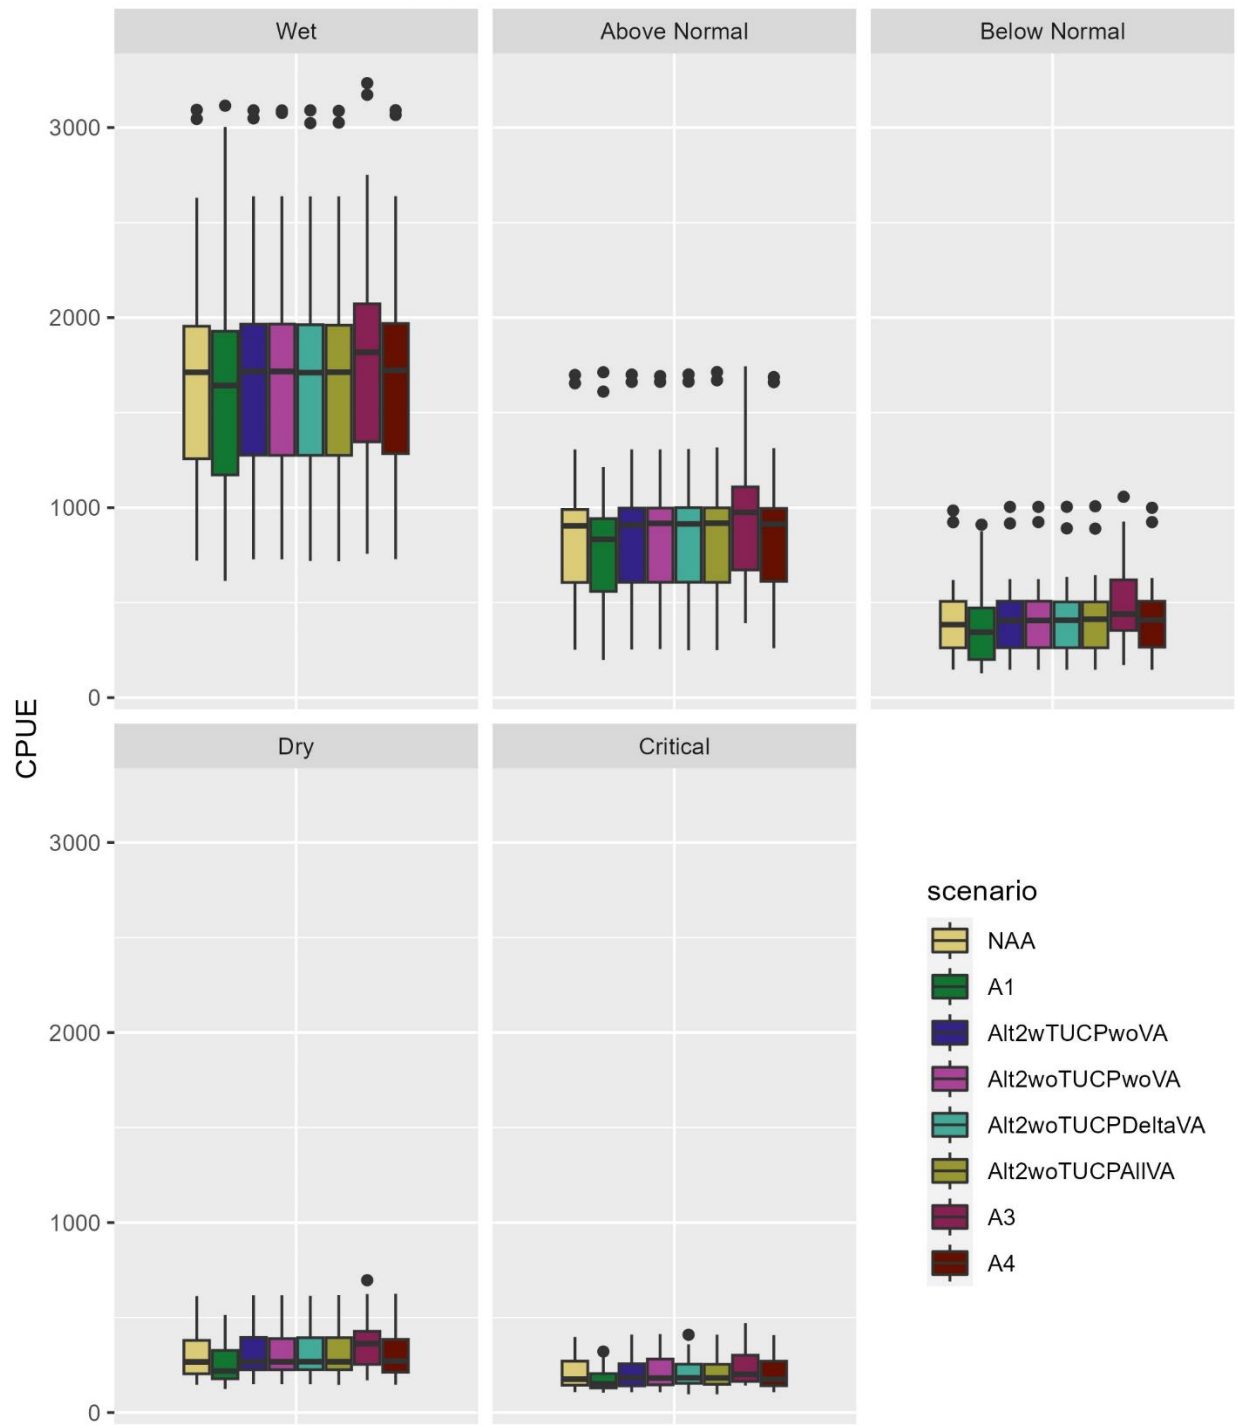 Wet
Above Normal
Below Normal
3000
2000
1000
0
CPUE
Dry
Critical
3000
2000
1000
0
scenario
NAA
A1
Alt2wTUCPwoVA
Alt2woTUCPwoVA
Alt2woTUCPDeltaVA
Alt2woTUCPAllVA
A3
A4